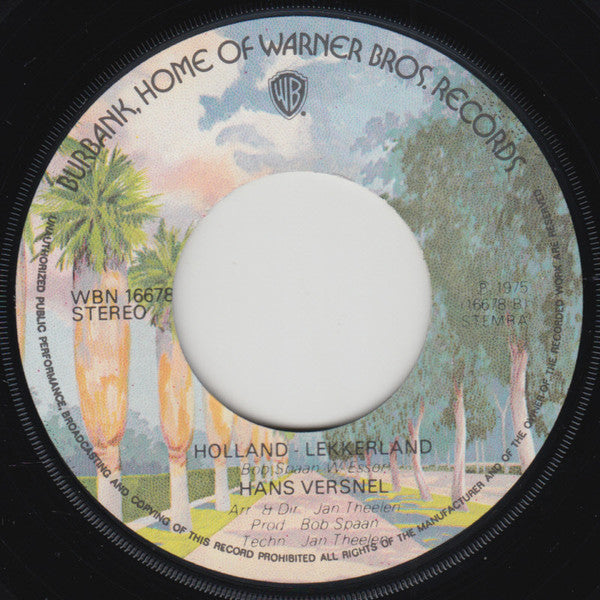 BURBANK, HOME OF WARNER BROS. RECORDS
WB
WBN 16678
STEREO
P. 1975
16678 B
STEMRA
HOLLAND - LEKKERLAND
Bob Spaan W. Essor
HANS VERSNEL
Arr & Dir Jan Theelen
Prod Bob Spaan
Techn Jan Theelen
UNAUTHORIZED PUBLIC PERFORMANCE BROADCASTING AND COPYING OF THIS RECORD PROHIBITED ALL RIGHTS OF THE MANUFACTURER AND OF THE OWNER OF THE RECORDED WORK ARE RESERVED